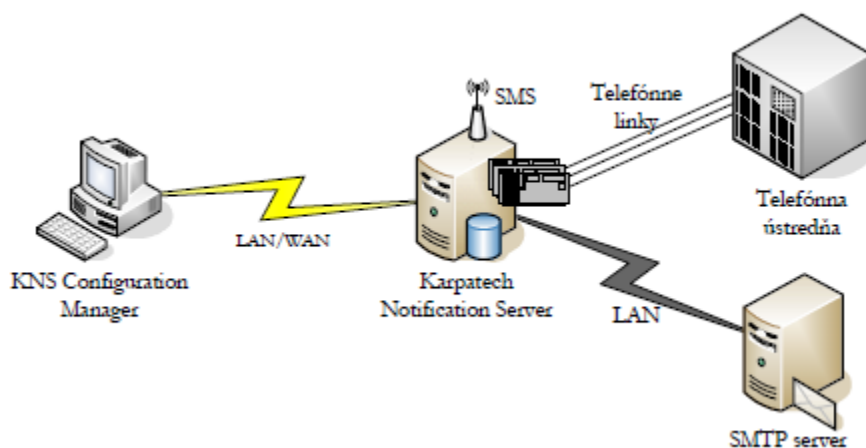 SMS
Telefónne
linky
Telefónna
ústredňa
LAN/WAN
KNS Configuration
Manager
Karpatech
Notification Server
LAN
SMTP server